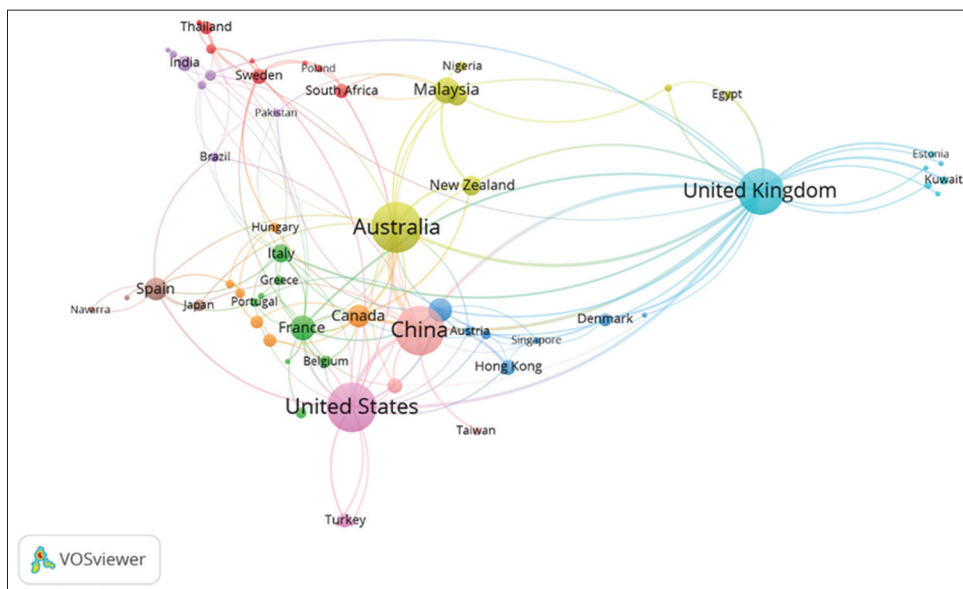 Thailand
Nigeria
India
Sweden
Poland
Malaysia
South Africa
Egypt
Pakistan
Brazil
Estonia
New Zealand
United Kingdom
Kuwait
Australia
Hungary
Italy
Greece
Spain
Navarra
Japan
Portugal
France
Canada
China
Austria
Denmark
Singapore
Belgium
Hong Kong
United States
Taiwan
Turkey
VOSviewer